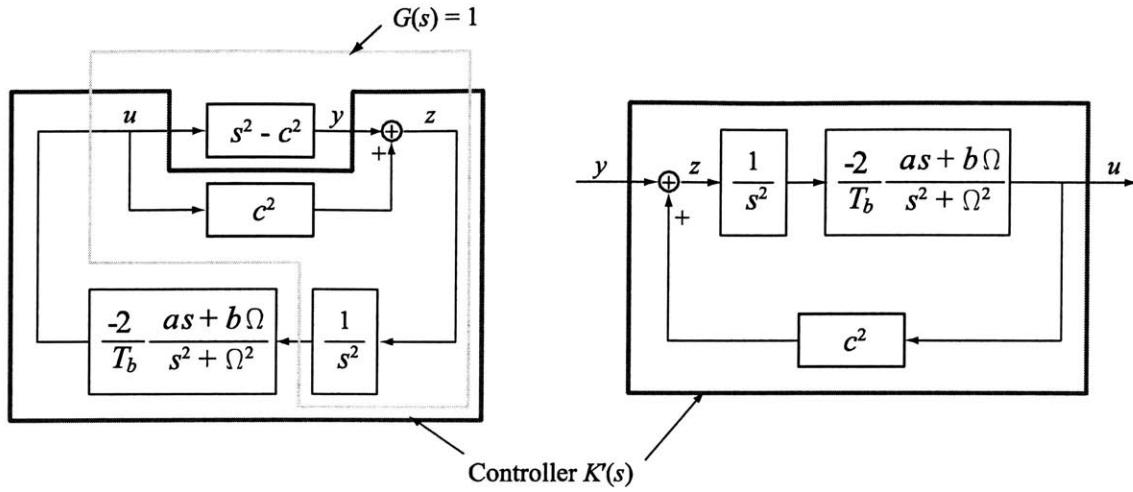 G(s) = 1
u
s² - c²
y
z
+
c²
-2/T_b (as + bΩ)/(s² + Ω²)
1/s²
y
z
+
1/s²
-2/T_b (as + bΩ)/(s² + Ω²)
u
c²
Controller K'(s)